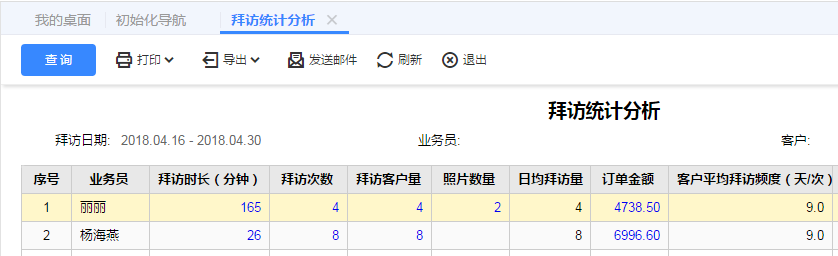 我的桌面 初始化导航 拜访统计分析
查询 打印 导出 发送邮件 刷新 退出
拜访统计分析
拜访日期: 2018.04.16 - 2018.04.30 业务员: 客户:
序号 业务员 拜访时长（分钟） 拜访次数 拜访客户量 照片数量 日均拜访量 订单金额 客户平均拜访频度（天/次）
1 丽丽 165 4 4 2 4 4738.50 9.0
2 杨海燕 26 8 8 8 6996.60 9.0